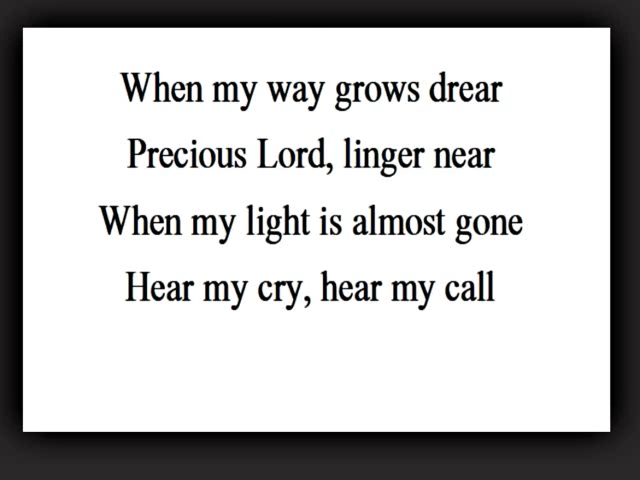 When my way grows drear
Precious Lord, linger near
When my light is almost gone
Hear my cry, hear my call